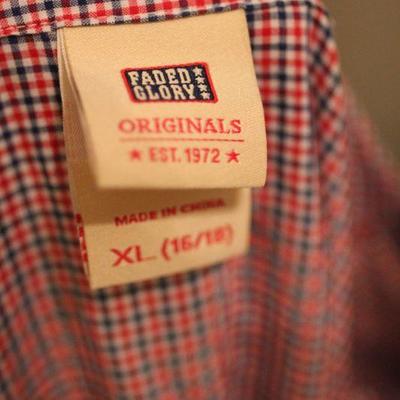 FADED
GLORY
ORIGINALS
★ EST. 1972 ★
MADE IN CHINA
XL (16/18)